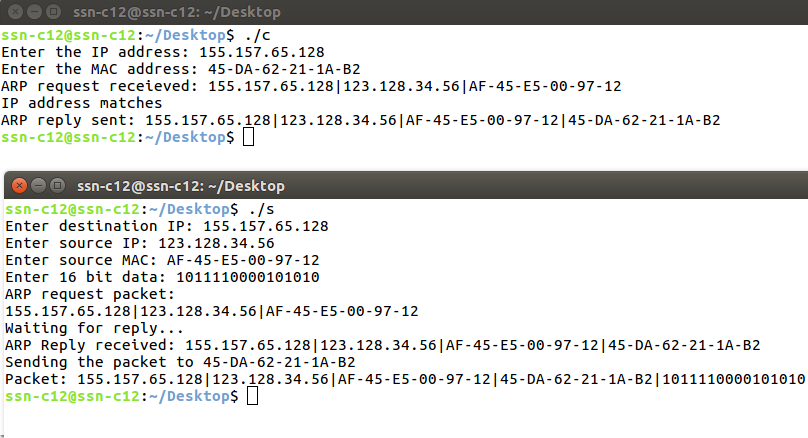 ssn-c12@ssn-c12: ~/Desktop
ssn-c12@ssn-c12:~/Desktop$ ./c
Enter the IP address: 155.157.65.128
Enter the MAC address: 45-DA-62-21-1A-B2
ARP request receieved: 155.157.65.128|123.128.34.56|AF-45-E5-00-97-12
IP address matches
ARP reply sent: 155.157.65.128|123.128.34.56|AF-45-E5-00-97-12|45-DA-62-21-1A-B2
ssn-c12@ssn-c12:~/Desktop$
ssn-c12@ssn-c12: ~/Desktop
ssn-c12@ssn-c12:~/Desktop$ ./s
Enter destination IP: 155.157.65.128
Enter source IP: 123.128.34.56
Enter source MAC: AF-45-E5-00-97-12
Enter 16 bit data: 1011110000101010
ARP request packet:
155.157.65.128|123.128.34.56|AF-45-E5-00-97-12
Waiting for reply...
ARP Reply received: 155.157.65.128|123.128.34.56|AF-45-E5-00-97-12|45-DA-62-21-1A-B2
Sending the packet to 45-DA-62-21-1A-B2
Packet: 155.157.65.128|123.128.34.56|AF-45-E5-00-97-12|45-DA-62-21-1A-B2|1011110000101010
ssn-c12@ssn-c12:~/Desktop$